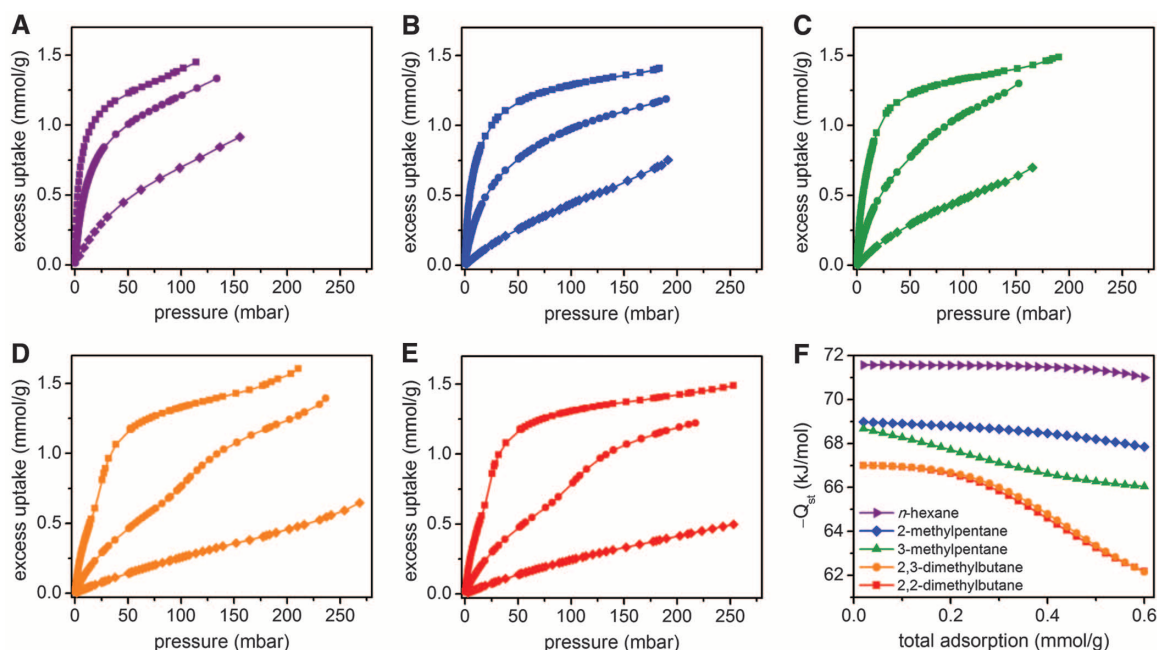 A
excess uptake (mmol/g)
1.5
1.0
0.5
0.0
0 50 100 150 200 250
pressure (mbar)
B
excess uptake (mmol/g)
1.5
1.0
0.5
0.0
0 50 100 150 200 250
pressure (mbar)
C
excess uptake (mmol/g)
1.5
1.0
0.5
0.0
0 50 100 150 200 250
pressure (mbar)
D
excess uptake (mmol/g)
1.5
1.0
0.5
0.0
0 50 100 150 200 250
pressure (mbar)
E
excess uptake (mmol/g)
1.5
1.0
0.5
0.0
0 50 100 150 200 250
pressure (mbar)
F
−Qst (kJ/mol)
72
70
68
66
64
62
n-hexane
2-methylpentane
3-methylpentane
2,3-dimethylbutane
2,2-dimethylbutane
0.0 0.2 0.4 0.6
total adsorption (mmol/g)